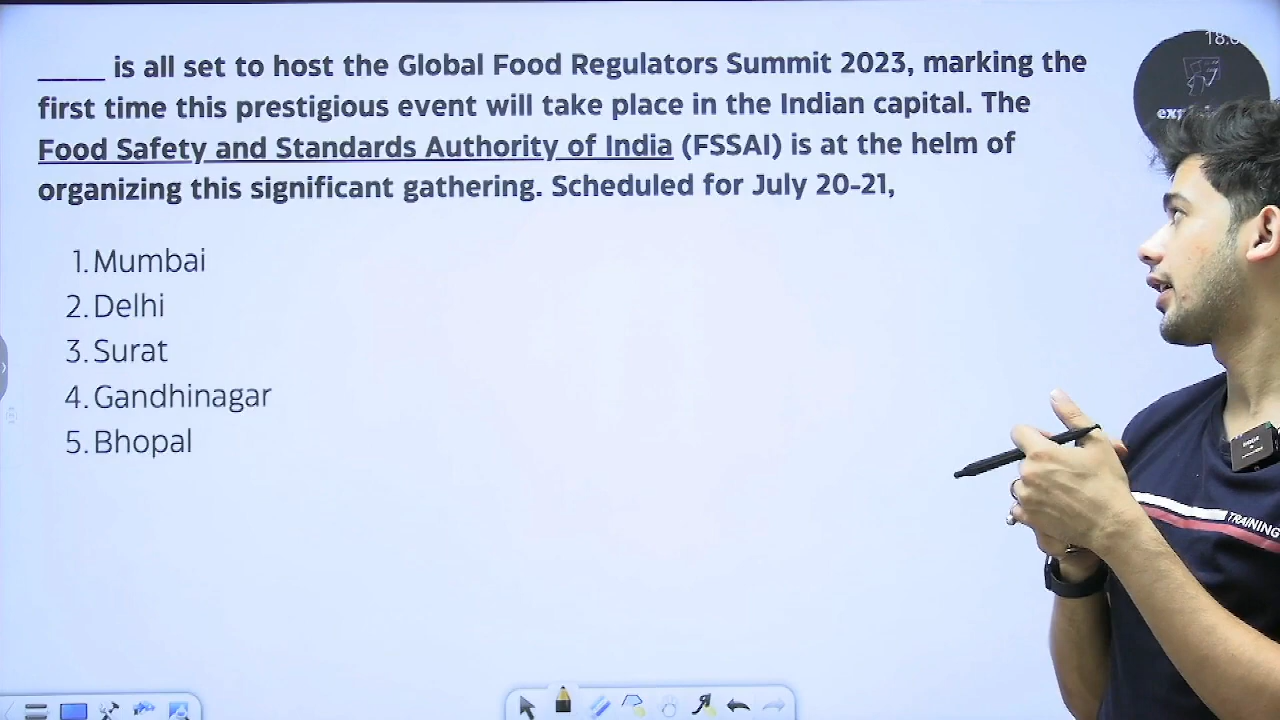 _____ is all set to host the Global Food Regulators Summit 2023, marking the
first time this prestigious event will take place in the Indian capital. The
Food Safety and Standards Authority of India (FSSAI) is at the helm of
organizing this significant gathering. Scheduled for July 20-21,
1. Mumbai
2. Delhi
3. Surat
4. Gandhinagar
5. Bhopal
TRAINING